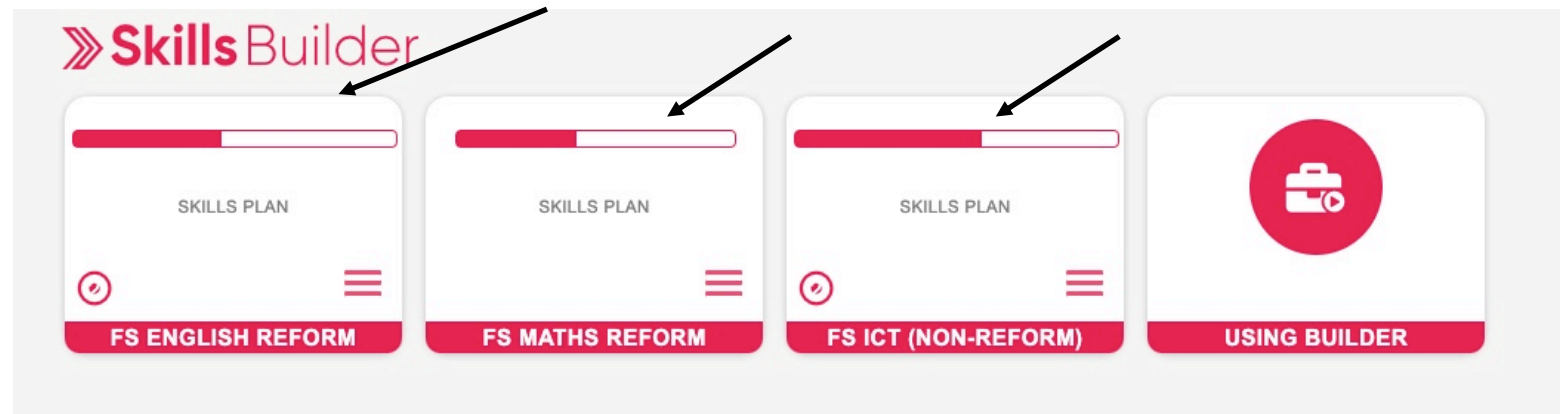 Skills Builder
SKILLS PLAN
FS ENGLISH REFORM
SKILLS PLAN
FS MATHS REFORM
SKILLS PLAN
FS ICT (NON-REFORM)
USING BUILDER